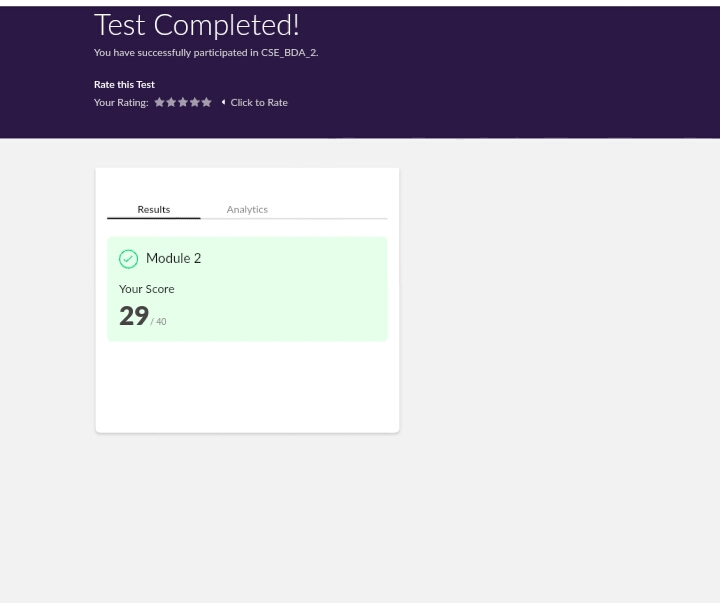 Test Completed!
You have successfully participated in CSE_BDA_2.
Rate this Test
Your Rating: Click to Rate
Results Analytics
Module 2
Your Score
29 / 40